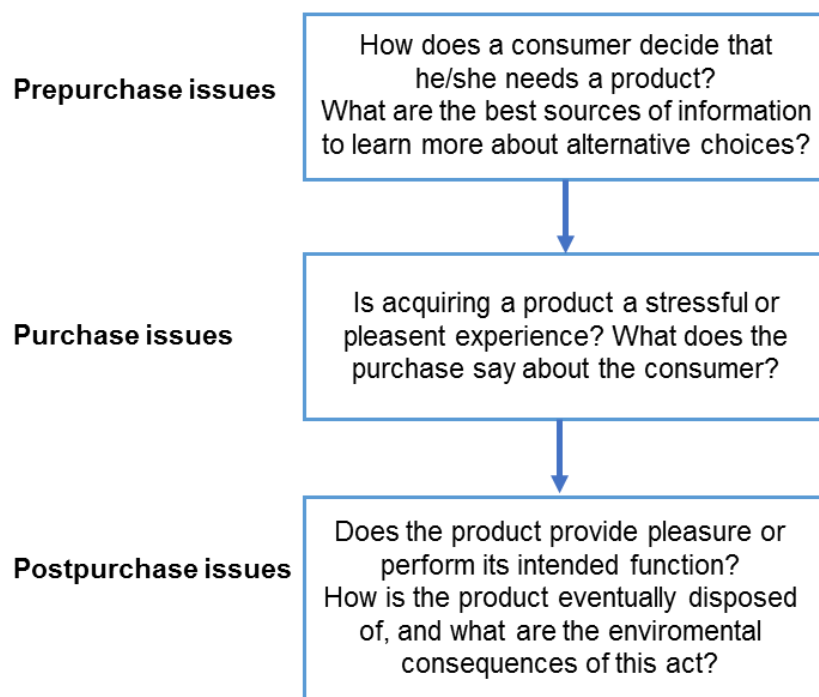 Prepurchase issues
How does a consumer decide that
he/she needs a product?
What are the best sources of information
to learn more about alternative choices?
Purchase issues
Is acquiring a product a stressful or
pleasent experience? What does the
purchase say about the consumer?
Postpurchase issues
Does the product provide pleasure or
perform its intended function?
How is the product eventually disposed
of, and what are the enviromental
consequences of this act?